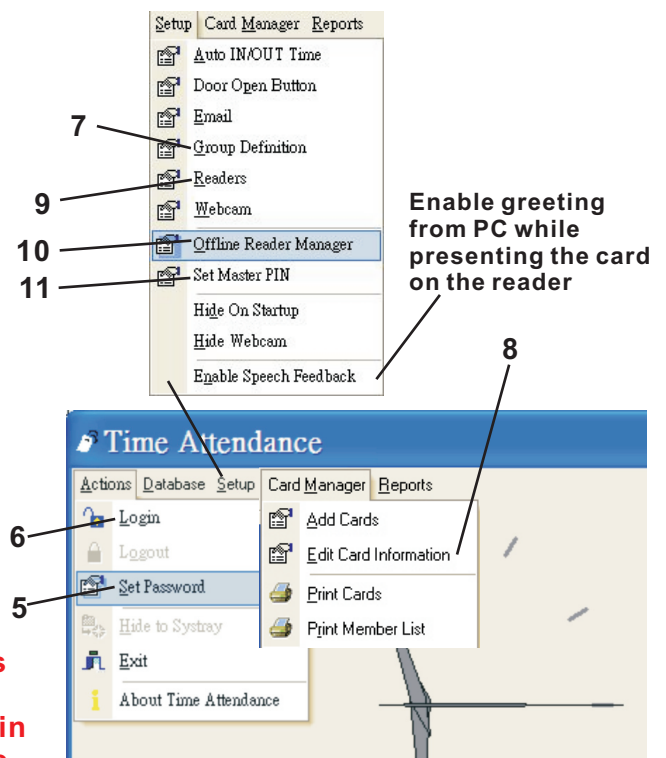 Setup Card Manager Reports
Auto IN/OUT Time
Door Open Button
Email
7
Group Definition
9
Readers
Webcam
Enable greeting
from PC while
presenting the card
on the reader
10
Offline Reader Manager
11
Set Master PIN
Hide On Startup
Hide Webcam
8
Enable Speech Feedback
Time Attendance
Actions Database Setup Card Manager Reports
6
Login
Logout
5
Set Password
Hide to Systray
Exit
About Time Attendance
Add Cards
Edit Card Information
Print Cards
Print Member List
s
in